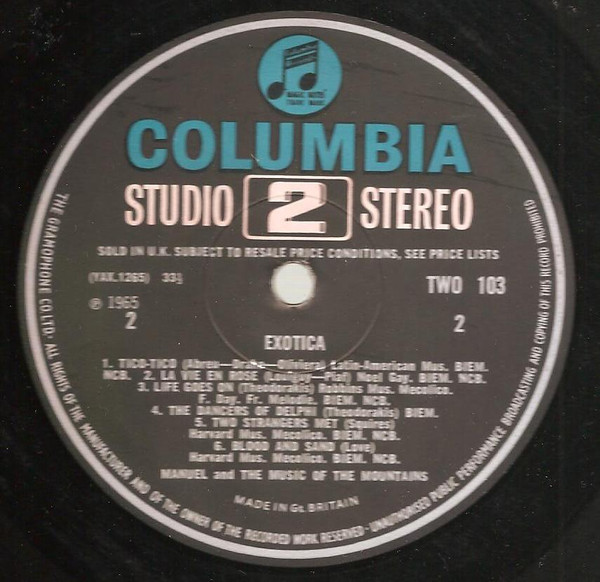 MAGIC NOTES
TRADE MARK
COLUMBIA
STUDIO 2 STEREO
SOLD IN U.K. SUBJECT TO RESALE PRICE CONDITIONS, SEE PRICE LISTS
(YAX.1265) 33⅓
TWO 103
℗ 1965
2
2
EXOTICA
1. TICO-TICO (Abreu—Drake—Oliviera) Latin-American Mus. BIEM.
NCB. 2. LA VIE EN ROSE (Louiguy—Piaf) Noel Gay. BIEM. NCB.
3. LIFE GOES ON (Theodorakis) Robbins Mus. Mecolico.
F. Day. Fr. Melodie. BIEM. NCB.
4. THE DANCERS OF DELPHI (Theodorakis) BIEM.
5. TWO STRANGERS MET (Squires)
Harvard Mus. Mecolico. BIEM. NCB.
6. BLOOD AND SAND (Love)
Harvard Mus. Mecolico. BIEM. NCB.
MANUEL and THE MUSIC OF THE MOUNTAINS
MADE IN Gt. BRITAIN
THE GRAMOPHONE CO. LTD. · ALL RIGHTS OF THE MANUFACTURER AND OF THE OWNER OF THE RECORDED WORK RESERVED · UNAUTHORISED PUBLIC PERFORMANCE BROADCASTING AND COPYING OF THIS RECORD PROHIBITED